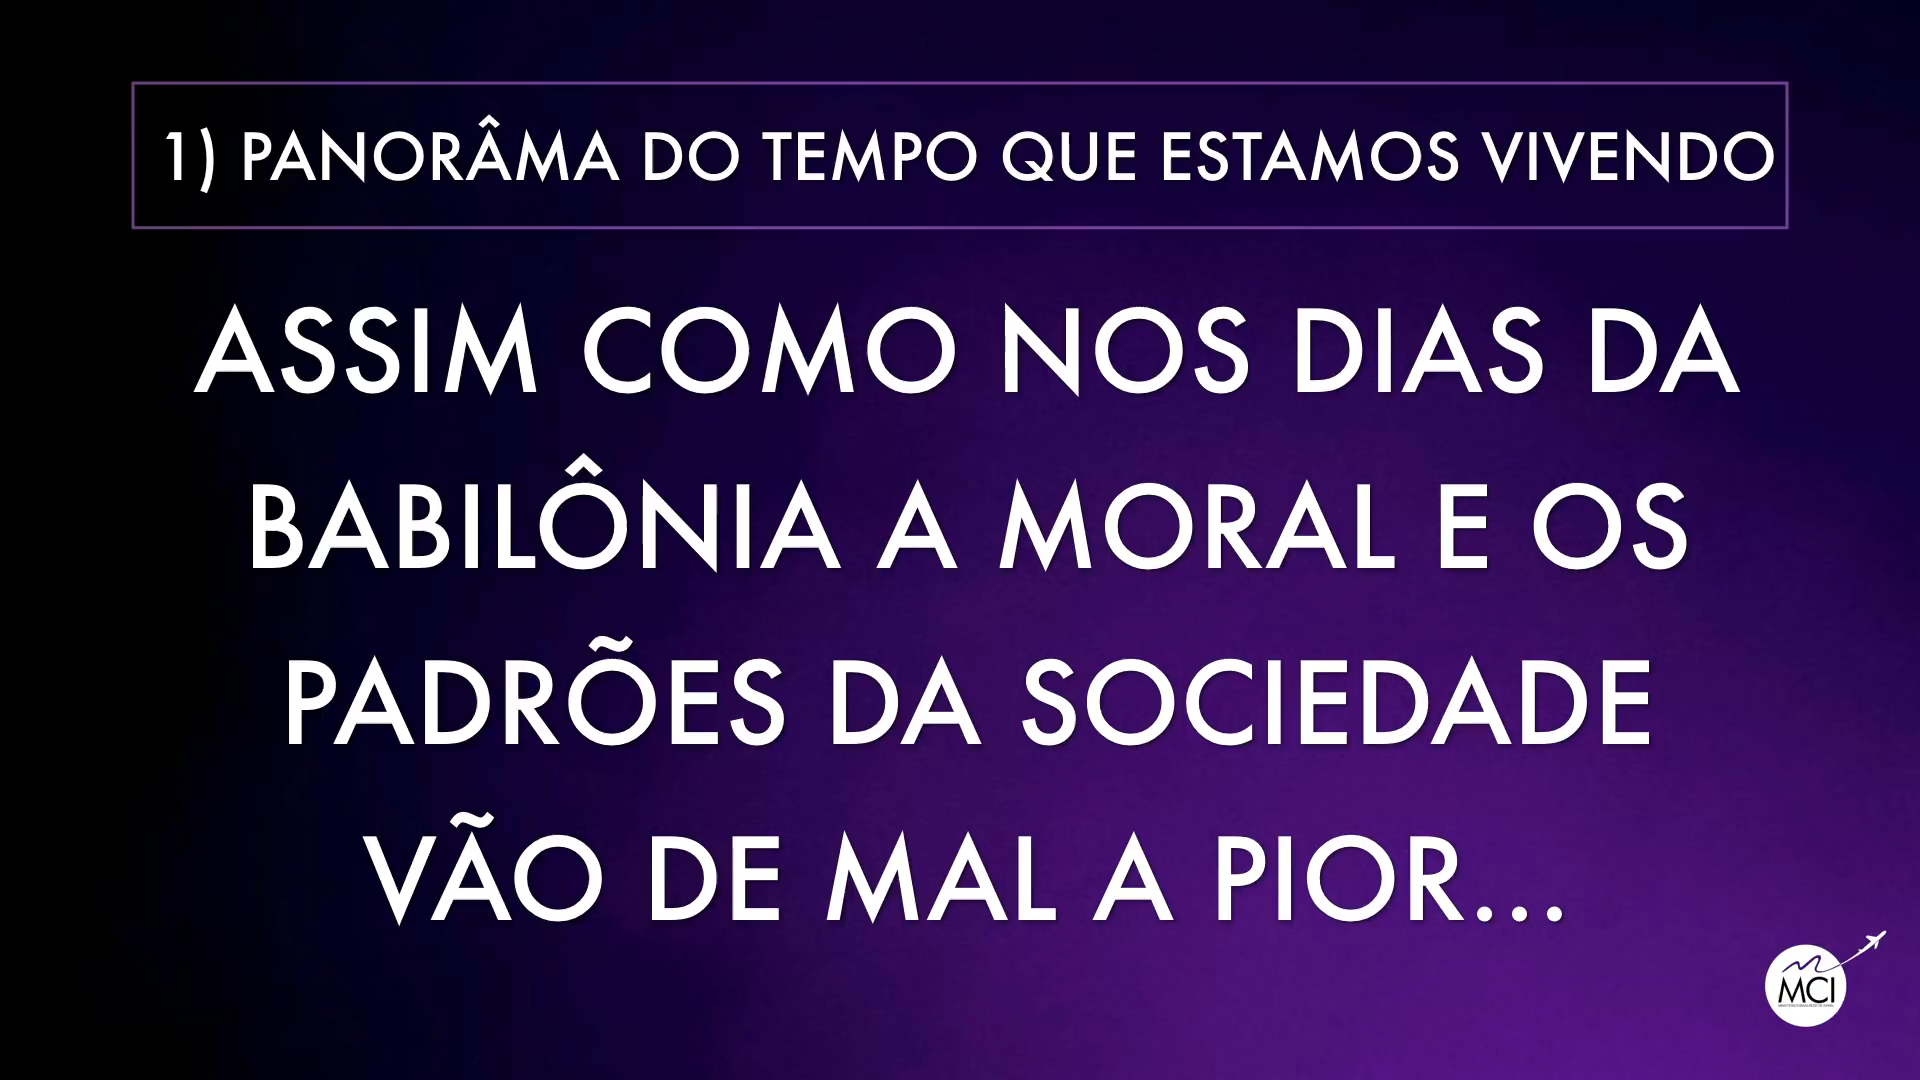 1) PANORÂMA DO TEMPO QUE ESTAMOS VIVENDO
ASSIM COMO NOS DIAS DA
BABILÔNIA A MORAL E OS
PADRÕES DA SOCIEDADE
VÃO DE MAL A PIOR...
MCI